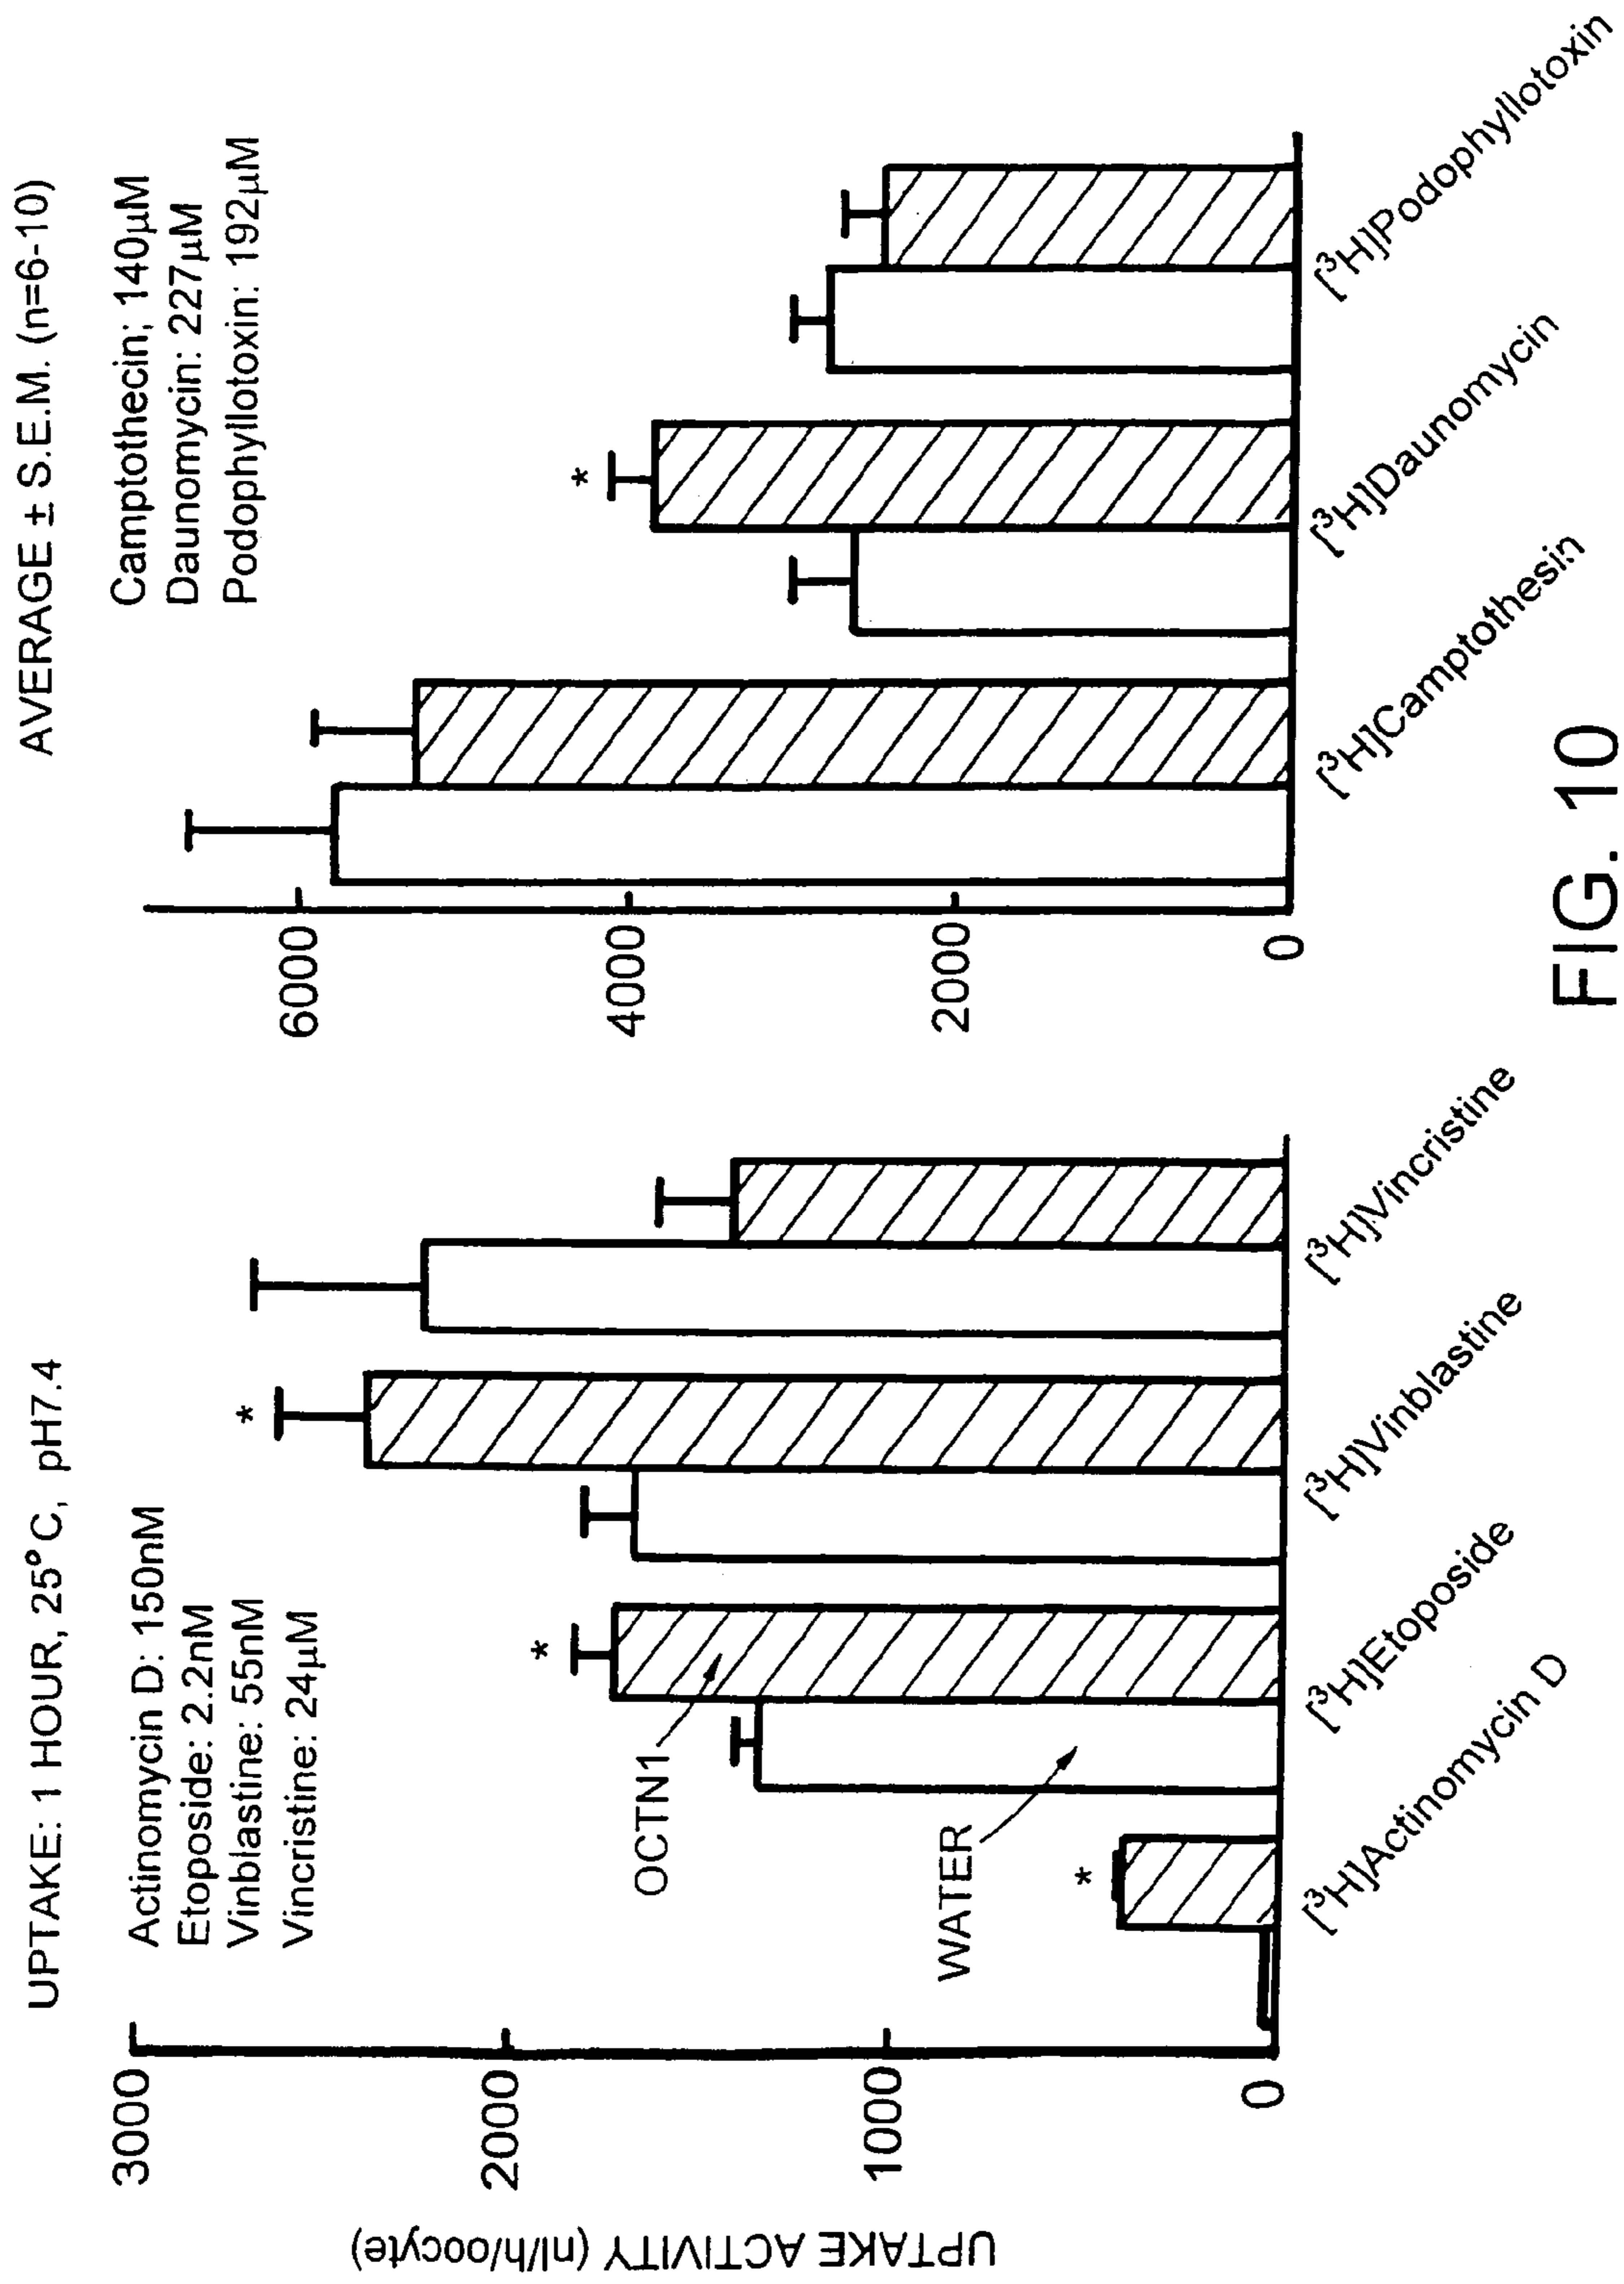 UPTAKE: 1 HOUR, 25°C, pH7.4
AVERAGE ± S.E.M. (n=6-10)
Actinomycin D: 150nM
Etoposide: 2.2nM
Vinblastine: 55nM
Vincristine: 24µM
Camptothecin; 140µM
Daunomycin: 227µM
Podophyllotoxin: 192µM
UPTAKE ACTIVITY (nl/h/oocyte)
3000
2000
1000
0
*
*
*
OCTN1
WATER
[³H]Actinomycin D
[³H]Etoposide
[³H]Vinblastine
[³H]Vincristine
6000
4000
2000
0
*
[³H]Camptothesin
[³H]Daunomycin
[³H]Podophyllotoxin
FIG. 10